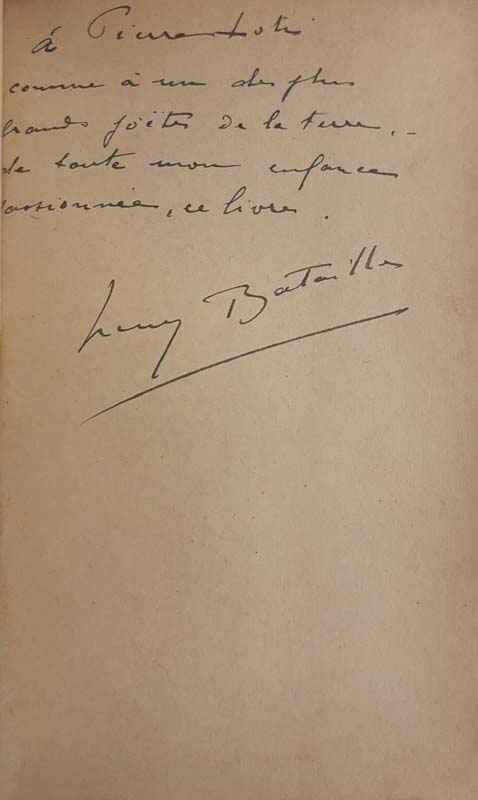 à Pierre Loti
comme à un des plus
grands poëtes de la terre, -
de toute mon enfance
passionnée, ce livre.
Henry Bataille